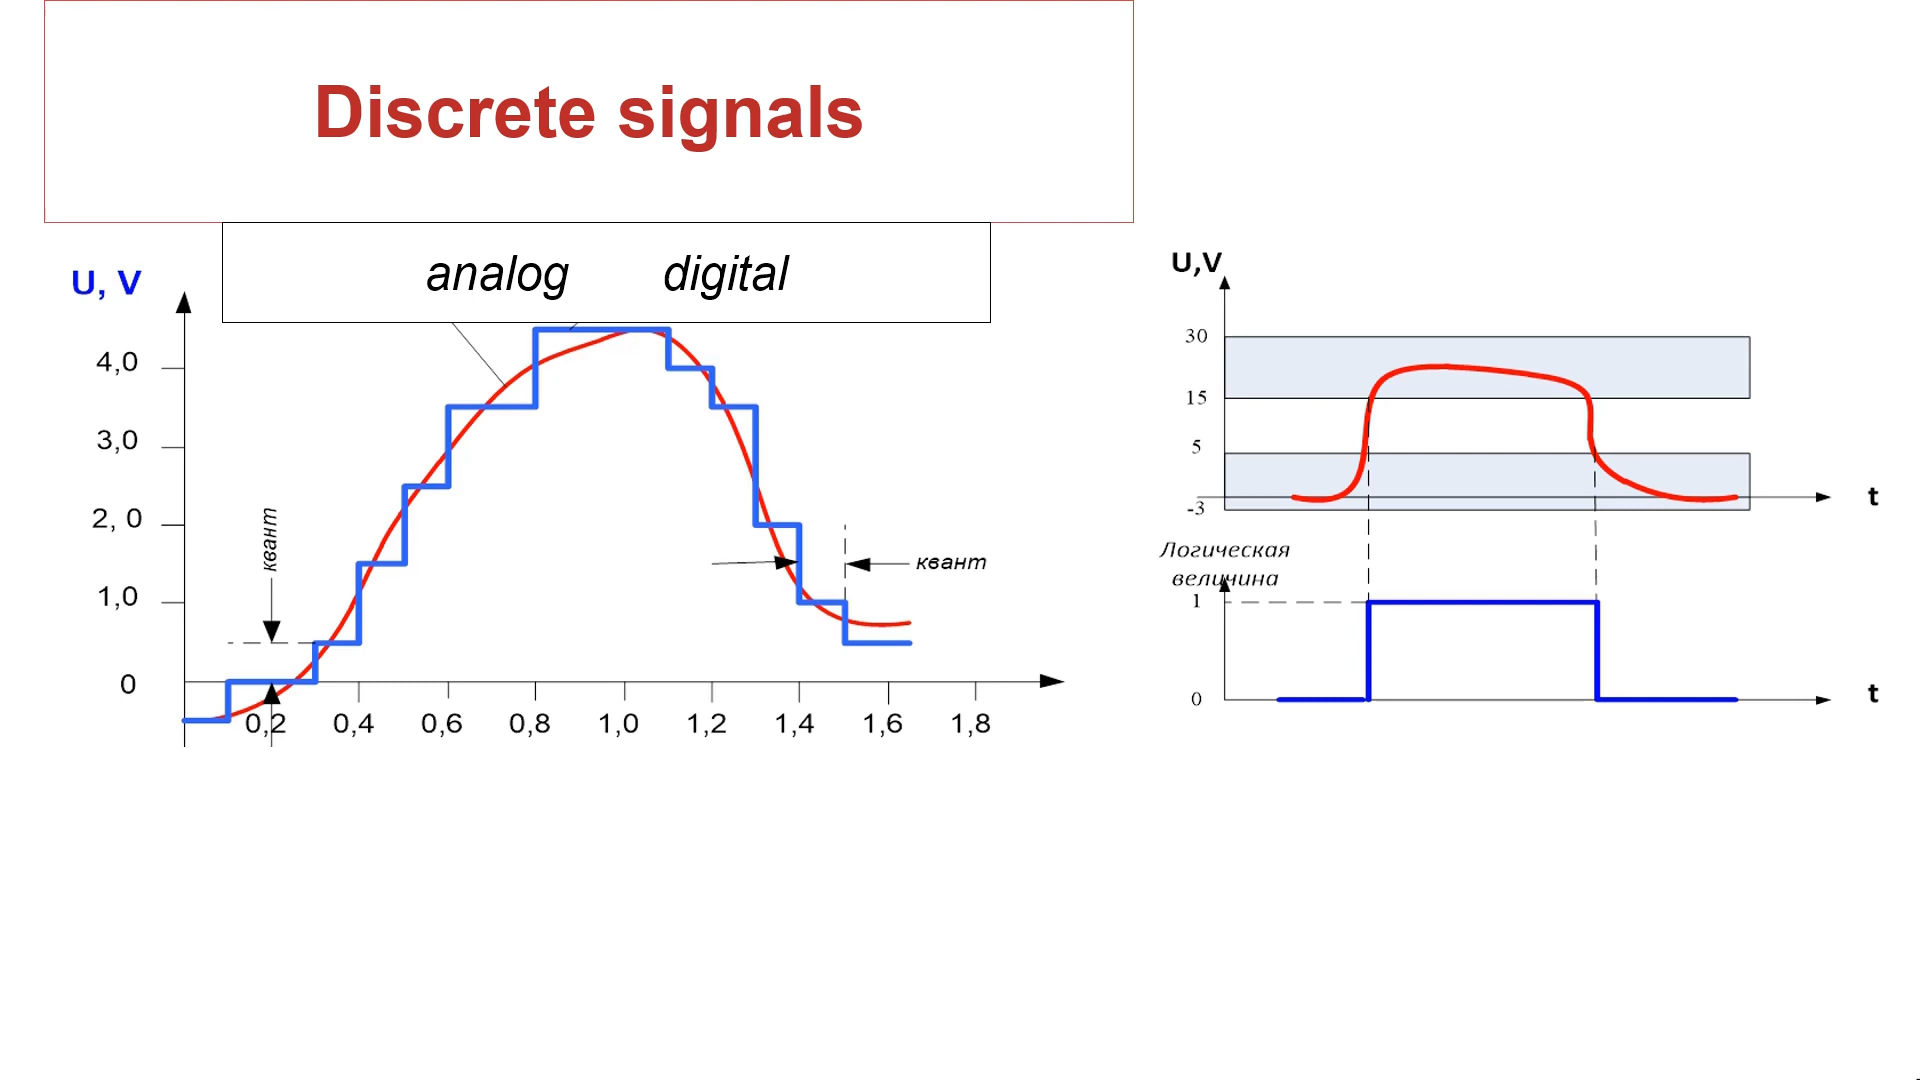 Discrete signals
analog digital
U, V
4,0
3,0
2, 0
1,0
0
квант
квант
0,2 0,4 0,6 0,8 1,0 1,2 1,4 1,6 1,8
U,V
30
15
5
-3
t
Логическая
величина
1
0
t